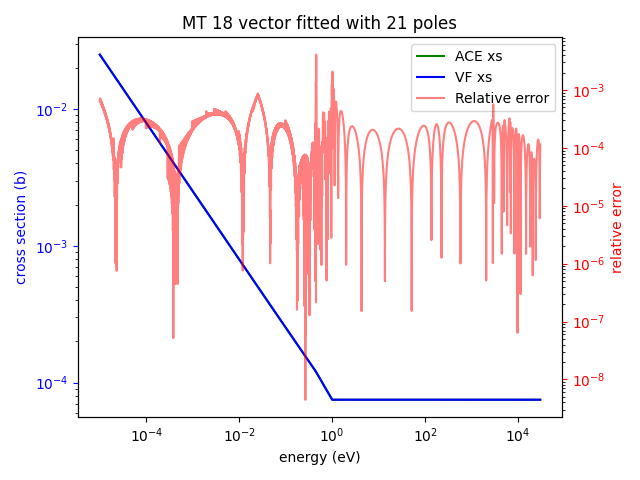 MT 18 vector fitted with 21 poles
ACE xs
VF xs
Relative error
10⁻²
10⁻³
10⁻⁴
cross section (b)
10⁻³
10⁻⁴
10⁻⁵
10⁻⁶
10⁻⁷
10⁻⁸
relative error
10⁻⁴ 10⁻² 10⁰ 10² 10⁴
energy (eV)